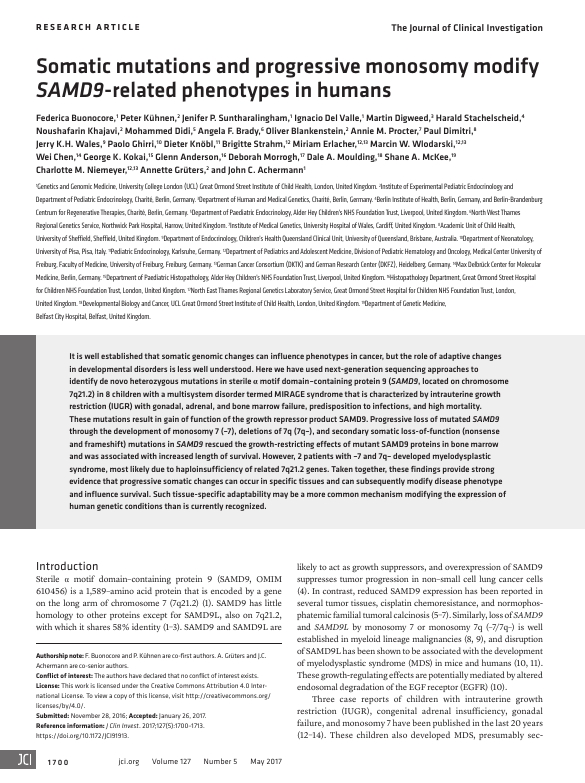 RESEARCH ARTICLE
The Journal of Clinical Investigation
Somatic mutations and progressive monosomy modify
SAMD9-related phenotypes in humans
Federica Buonocore,¹ Peter Kühnen,² Jenifer P. Suntharalingham,¹ Ignacio Del Valle,¹ Martin Digweed,³ Harald Stachelscheid,⁴
Noushafarin Khajavi,² Mohammed Didi,⁵ Angela F. Brady,⁶ Oliver Blankenstein,² Annie M. Procter,⁷ Paul Dimitri,⁸
Jerry K.H. Wales,⁹ Paolo Ghirri,¹⁰ Dieter Knöbl,¹¹ Brigitte Strahm,¹² Miriam Erlacher,¹²,¹³ Marcin W. Wlodarski,¹²,¹³
Wei Chen,¹⁴ George K. Kokai,¹⁵ Glenn Anderson,¹⁶ Deborah Morrogh,¹⁷ Dale A. Moulding,¹⁸ Shane A. McKee,¹⁹
Charlotte M. Niemeyer,¹²,¹³ Annette Grüters,² and John C. Achermann¹
¹Genetics and Genomic Medicine, University College London (UCL) Great Ormond Street Institute of Child Health, London, United Kingdom. ²Institute of Experimental Pediatric Endocrinology and
Department of Pediatric Endocrinology, Charité, Berlin, Germany. ³Department of Human and Medical Genetics, Charité, Berlin, Germany. ⁴Berlin Institute of Health, Berlin, Germany, and Berlin-Brandenburg
Centrum for Regenerative Therapies, Charité, Berlin, Germany. ⁵Department of Paediatric Endocrinology, Alder Hey Children's NHS Foundation Trust, Liverpool, United Kingdom. ⁶North West Thames
Regional Genetics Service, Northwick Park Hospital, Harrow, United Kingdom. ⁷Institute of Medical Genetics, University Hospital of Wales, Cardiff, United Kingdom. ⁸Academic Unit of Child Health,
University of Sheffield, Sheffield, United Kingdom. ⁹Department of Endocrinology, Children's Health Queensland Clinical Unit, University of Queensland, Brisbane, Australia. ¹⁰Department of Neonatology,
University of Pisa, Pisa, Italy. ¹¹Pediatric Endocrinology, Karlsruhe, Germany. ¹²Department of Pediatrics and Adolescent Medicine, Division of Pediatric Hematology and Oncology, Medical Center University of
Freiburg, Faculty of Medicine, University of Freiburg, Freiburg, Germany. ¹³German Cancer Consortium (DKTK) and German Research Center (DKFZ), Heidelberg, Germany. ¹⁴Max Delbrück Center for Molecular
Medicine, Berlin, Germany. ¹⁵Department of Paediatric Histopathology, Alder Hey Children's NHS Foundation Trust, Liverpool, United Kingdom. ¹⁶Histopathology Department, Great Ormond Street Hospital
for Children NHS Foundation Trust, London, United Kingdom. ¹⁷North East Thames Regional Genetics Laboratory Service, Great Ormond Street Hospital for Children NHS Foundation Trust, London,
United Kingdom. ¹⁸Developmental Biology and Cancer, UCL Great Ormond Street Institute of Child Health, London, United Kingdom. ¹⁹Department of Genetic Medicine,
Belfast City Hospital, Belfast, United Kingdom.
It is well established that somatic genomic changes can influence phenotypes in cancer, but the role of adaptive changes
in developmental disorders is less well understood. Here we have used next-generation sequencing approaches to
identify de novo heterozygous mutations in sterile α motif domain–containing protein 9 (SAMD9, located on chromosome
7q21.2) in 8 children with a multisystem disorder termed MIRAGE syndrome that is characterized by intrauterine growth
restriction (IUGR) with gonadal, adrenal, and bone marrow failure, predisposition to infections, and high mortality.
These mutations result in gain of function of the growth repressor product SAMD9. Progressive loss of mutated SAMD9
through the development of monosomy 7 (–7), deletions of 7q (7q–), and secondary somatic loss-of-function (nonsense
and frameshift) mutations in SAMD9 rescued the growth-restricting effects of mutant SAMD9 proteins in bone marrow
and was associated with increased length of survival. However, 2 patients with –7 and 7q– developed myelodysplastic
syndrome, most likely due to haploinsufficiency of related 7q21.2 genes. Taken together, these findings provide strong
evidence that progressive somatic changes can occur in specific tissues and can subsequently modify disease phenotype
and influence survival. Such tissue-specific adaptability may be a more common mechanism modifying the expression of
human genetic conditions than is currently recognized.
Introduction
Sterile α motif domain–containing protein 9 (SAMD9, OMIM
610456) is a 1,589–amino acid protein that is encoded by a gene
on the long arm of chromosome 7 (7q21.2) (1). SAMD9 has little
homology to other proteins except for SAMD9L, also on 7q21.2,
with which it shares 58% identity (1–3). SAMD9 and SAMD9L are
Authorship note: F. Buonocore and P. Kühnen are co-first authors. A. Grüters and J.C.
Achermann are co-senior authors.
Conflict of interest: The authors have declared that no conflict of interest exists.
License: This work is licensed under the Creative Commons Attribution 4.0 Inter-
national License. To view a copy of this license, visit http://creativecommons.org/
licenses/by/4.0/.
Submitted: November 28, 2016; Accepted: January 26, 2017.
Reference information: J Clin Invest. 2017;127(5):1700–1713.
https://doi.org/10.1172/JCI91913.
likely to act as growth suppressors, and overexpression of SAMD9
suppresses tumor progression in non–small cell lung cancer cells
(4). In contrast, reduced SAMD9 expression has been reported in
several tumor tissues, cisplatin chemoresistance, and normophos-
phatemic familial tumoral calcinosis (5–7). Similarly, loss of SAMD9
and SAMD9L by monosomy 7 or monosomy 7q (–7/7q–) is well
established in myeloid lineage malignancies (8, 9), and disruption
of SAMD9L has been shown to be associated with the development
of myelodysplastic syndrome (MDS) in mice and humans (10, 11).
These growth-regulating effects are potentially mediated by altered
endosomal degradation of the EGF receptor (EGFR) (10).
Three case reports of children with intrauterine growth
restriction (IUGR), congenital adrenal insufficiency, gonadal
failure, and monosomy 7 have been published in the last 20 years
(12–14). These children also developed MDS, presumably sec-
JCI
1700
jci.org Volume 127 Number 5 May 2017